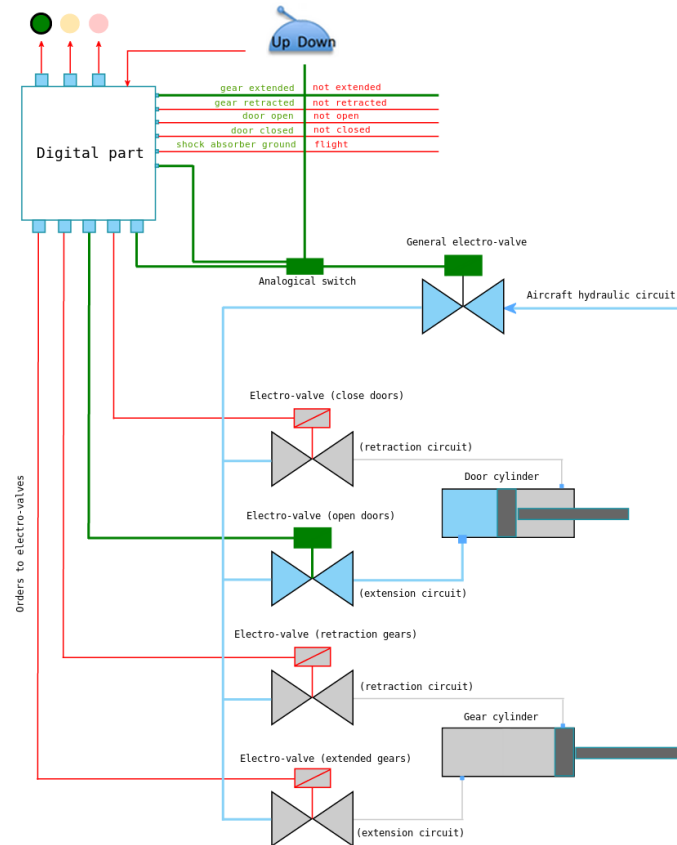 Up Down
gear extended not extended
gear retracted not retracted
door open not open
door closed not closed
shock absorber ground flight
Digital part
General electro-valve
Analogical switch
Aircraft hydraulic circuit
Electro-valve (close doors)
(retraction circuit)
Door cylinder
Orders to electro-valves
Electro-valve (open doors)
(extension circuit)
Electro-valve (retraction gears)
(retraction circuit)
Gear cylinder
Electro-valve (extended gears)
(extension circuit)